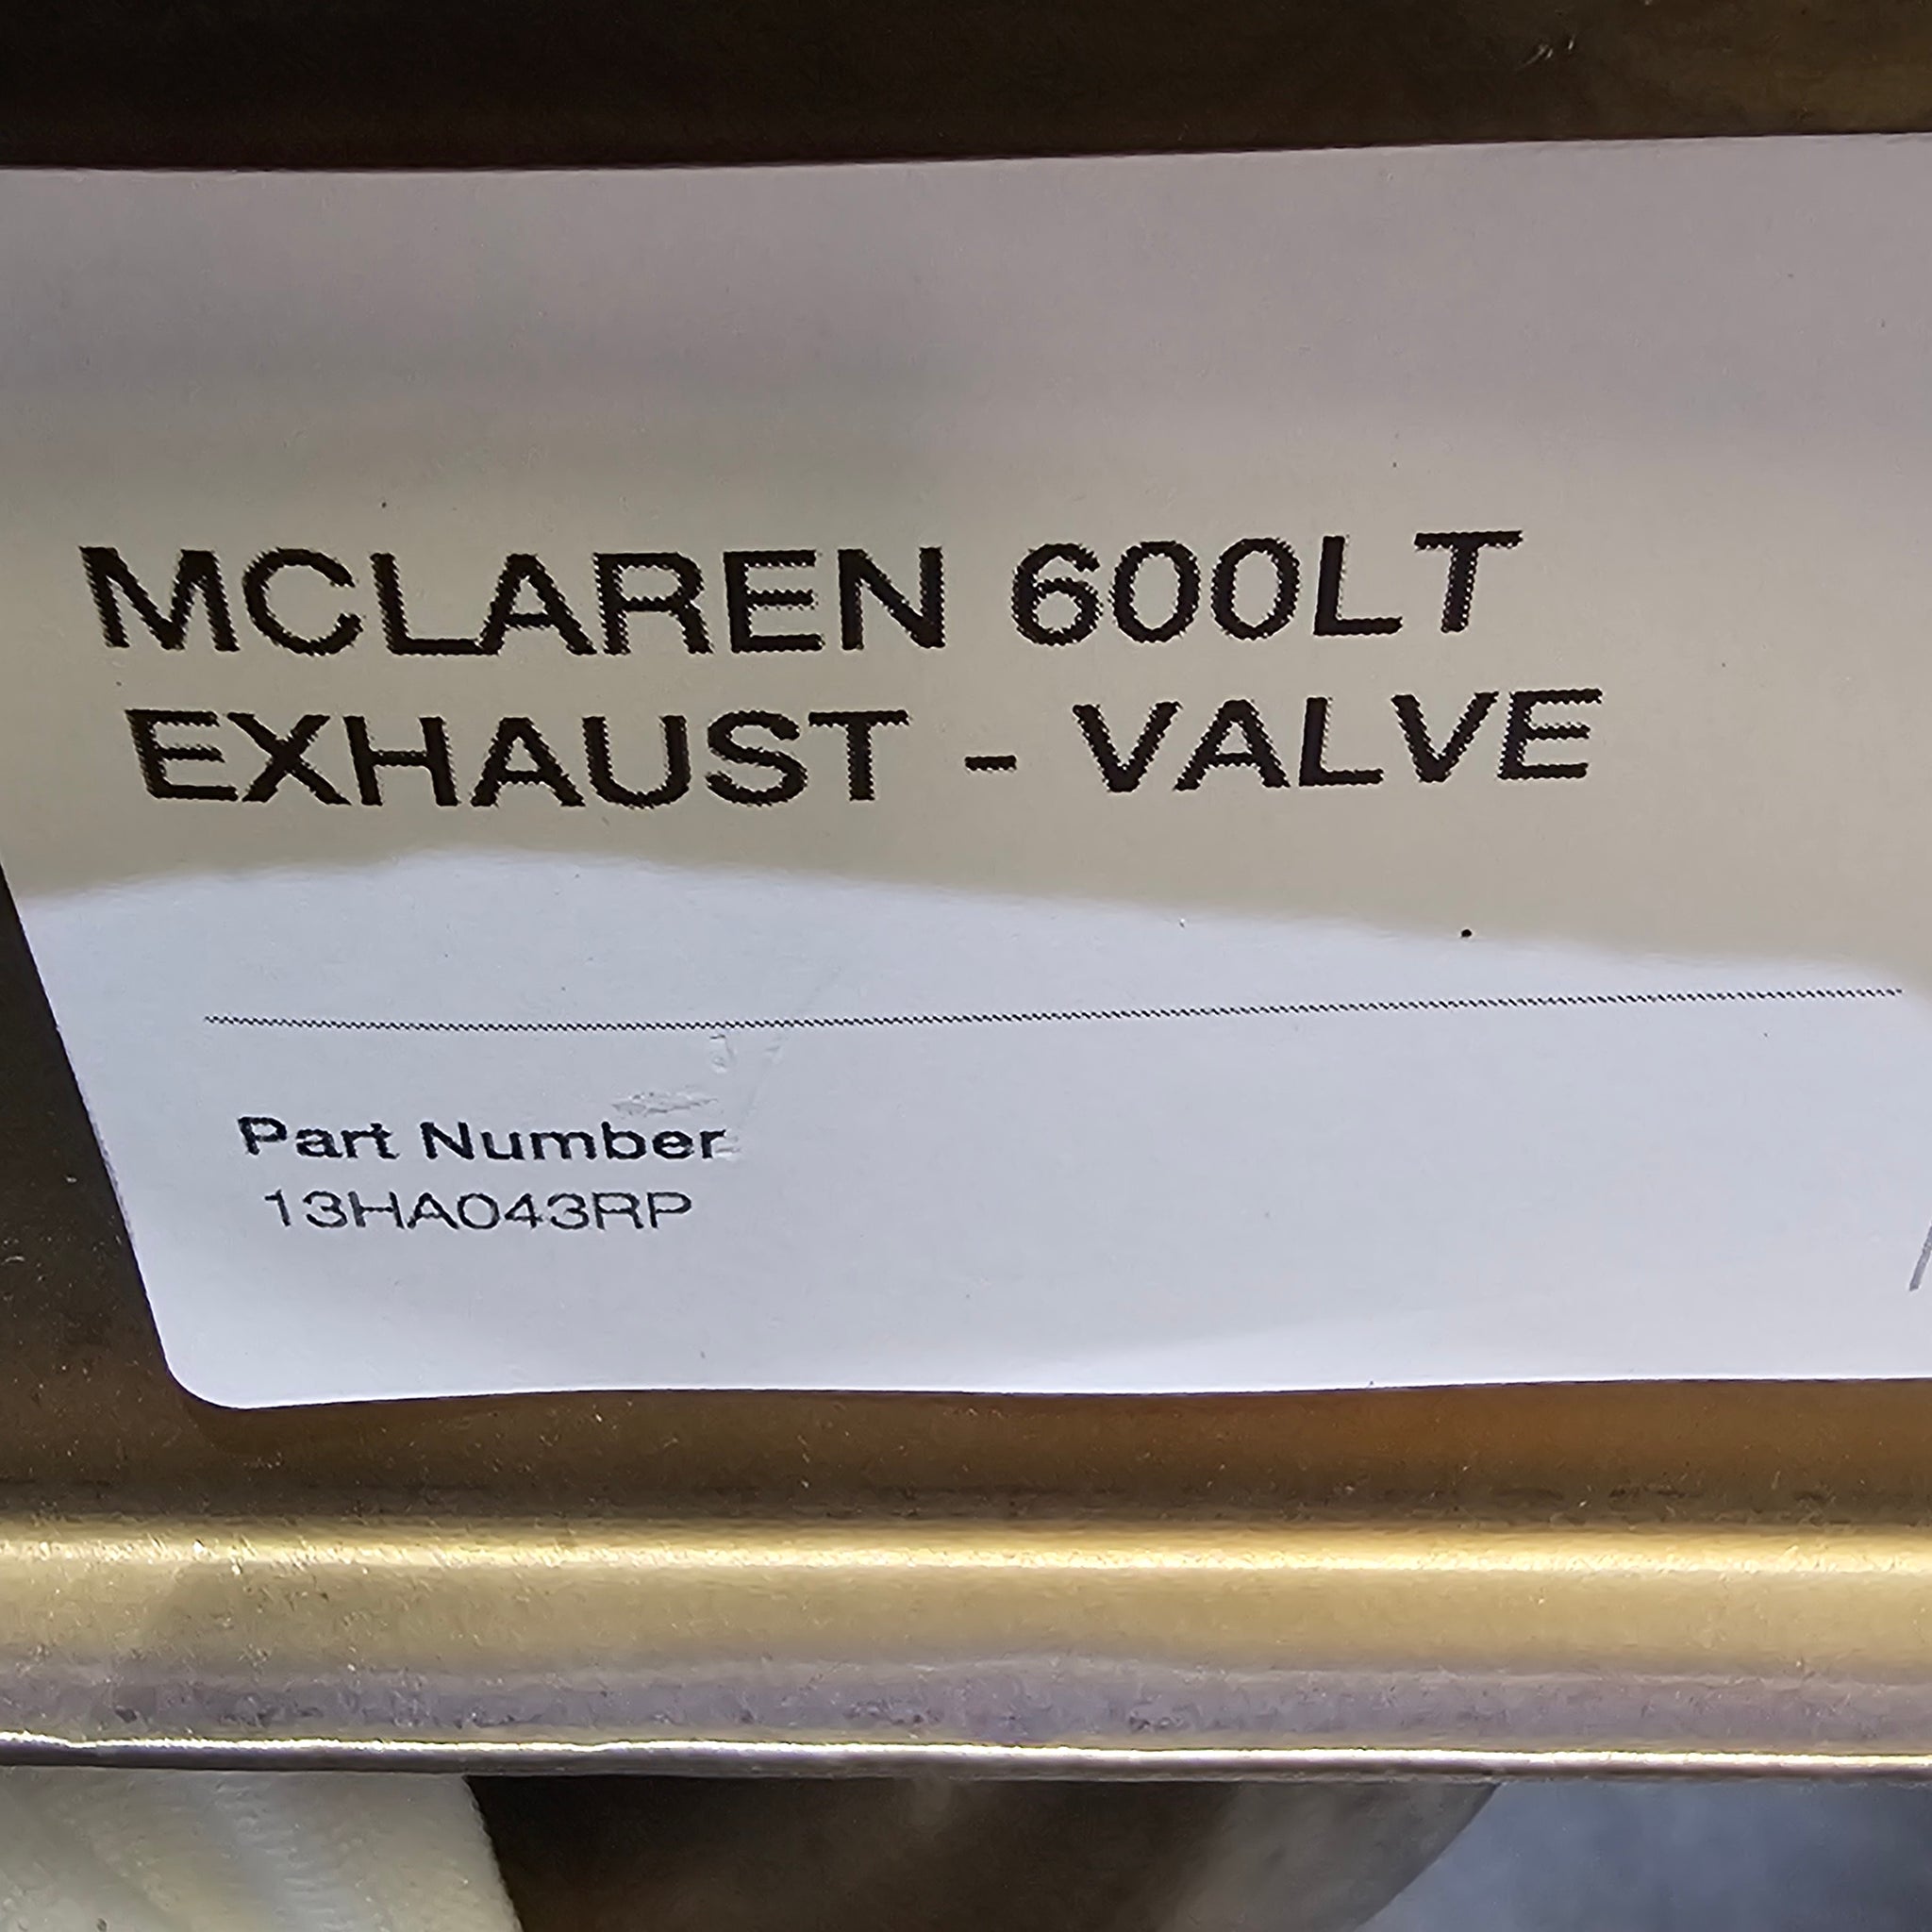 MCLAREN 600LT
EXHAUST - VALVE
Part Number
13HA043RP